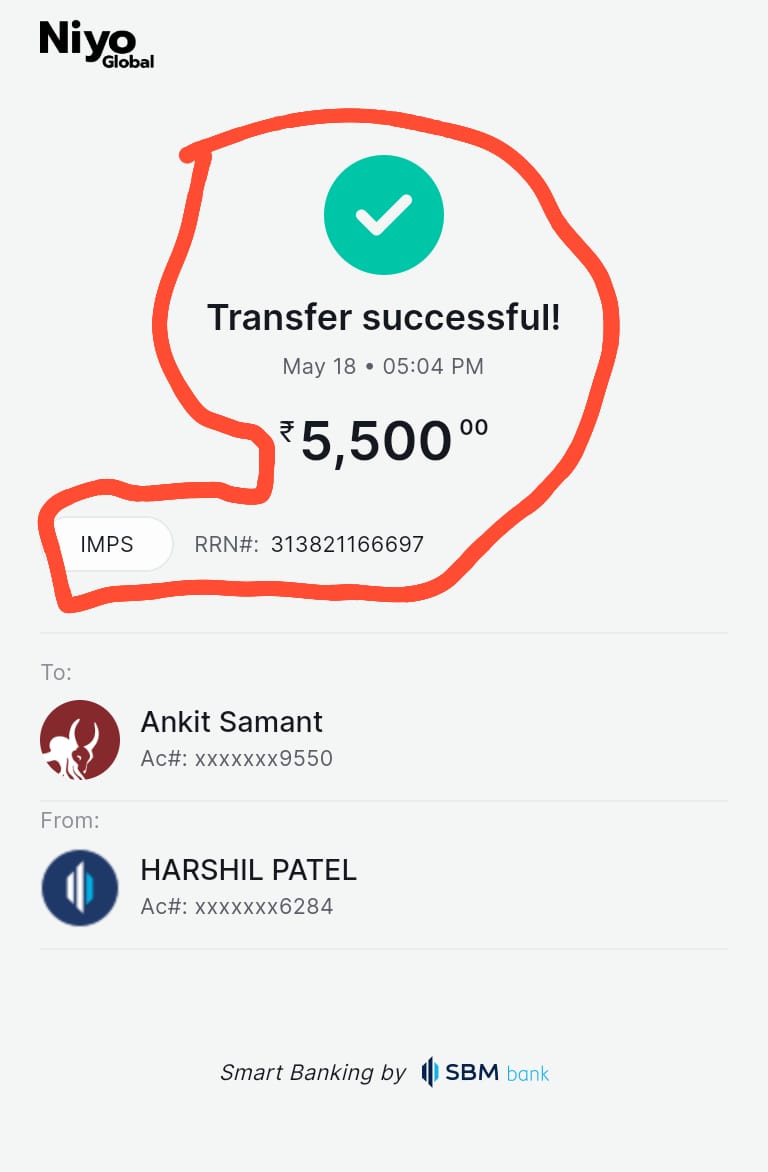 Niyo
Global
Transfer successful!
May 18 • 05:04 PM
₹5,500 00
IMPS RRN#: 313821166697
To:
Ankit Samant
Ac#: xxxxxxx9550
From:
HARSHIL PATEL
Ac#: xxxxxxx6284
Smart Banking by SBM bank